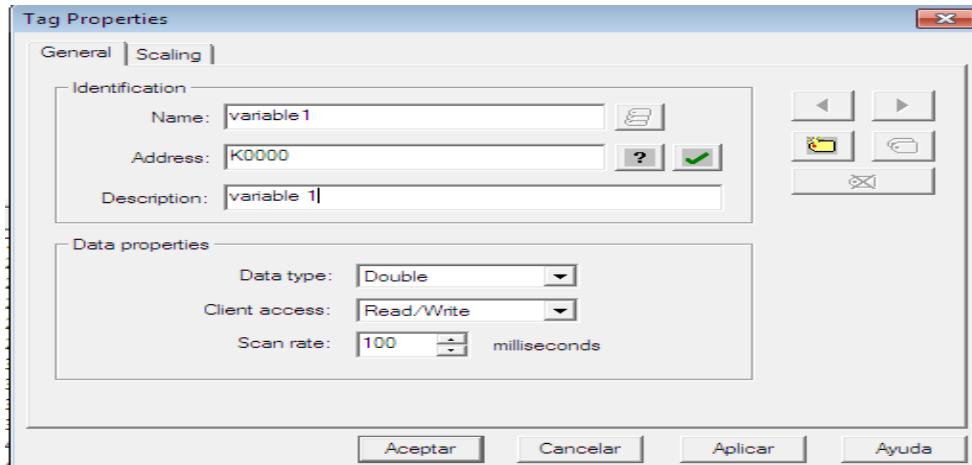 Tag Properties
General Scaling
Identification
Name: variable1
Address: K0000 ?
Description: variable 1
Data properties
Data type: Double
Client access: Read/Write
Scan rate: 100 milliseconds
Aceptar Cancelar Aplicar Ayuda